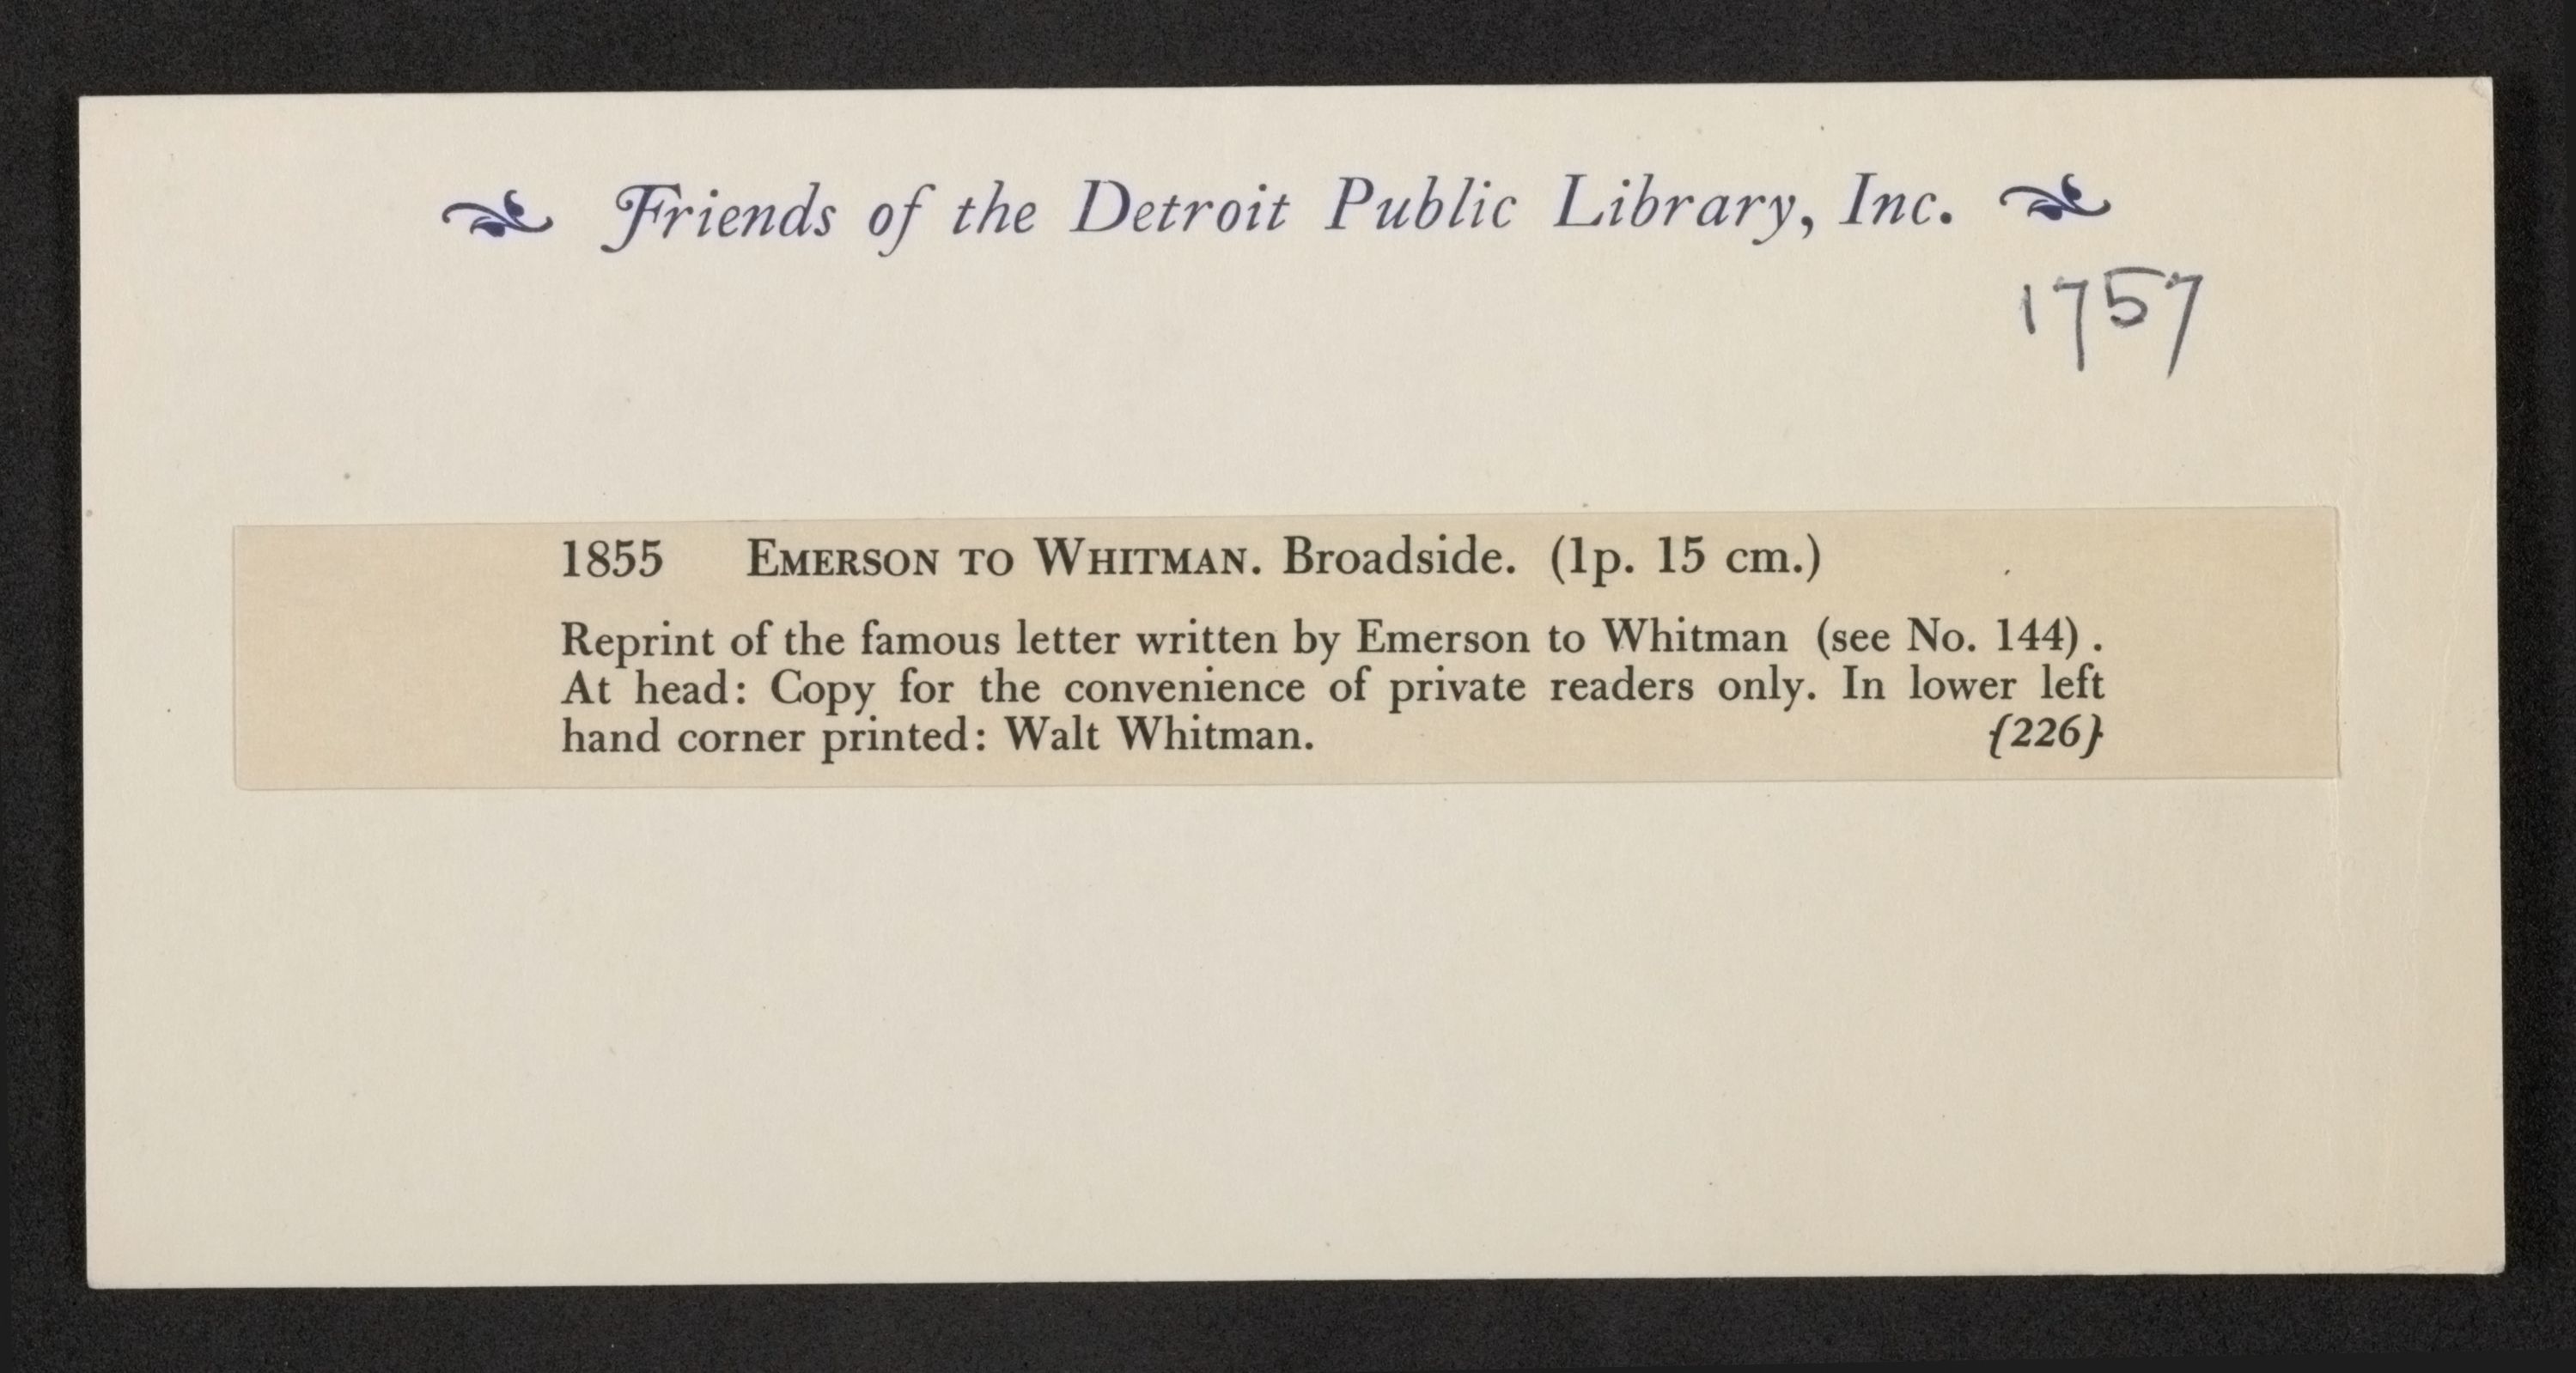 Friends of the Detroit Public Library, Inc.
1757
1855 EMERSON TO WHITMAN. Broadside. (1p. 15 cm.)
Reprint of the famous letter written by Emerson to Whitman (see No. 144).
At head: Copy for the convenience of private readers only. In lower left
hand corner printed: Walt Whitman. {226}